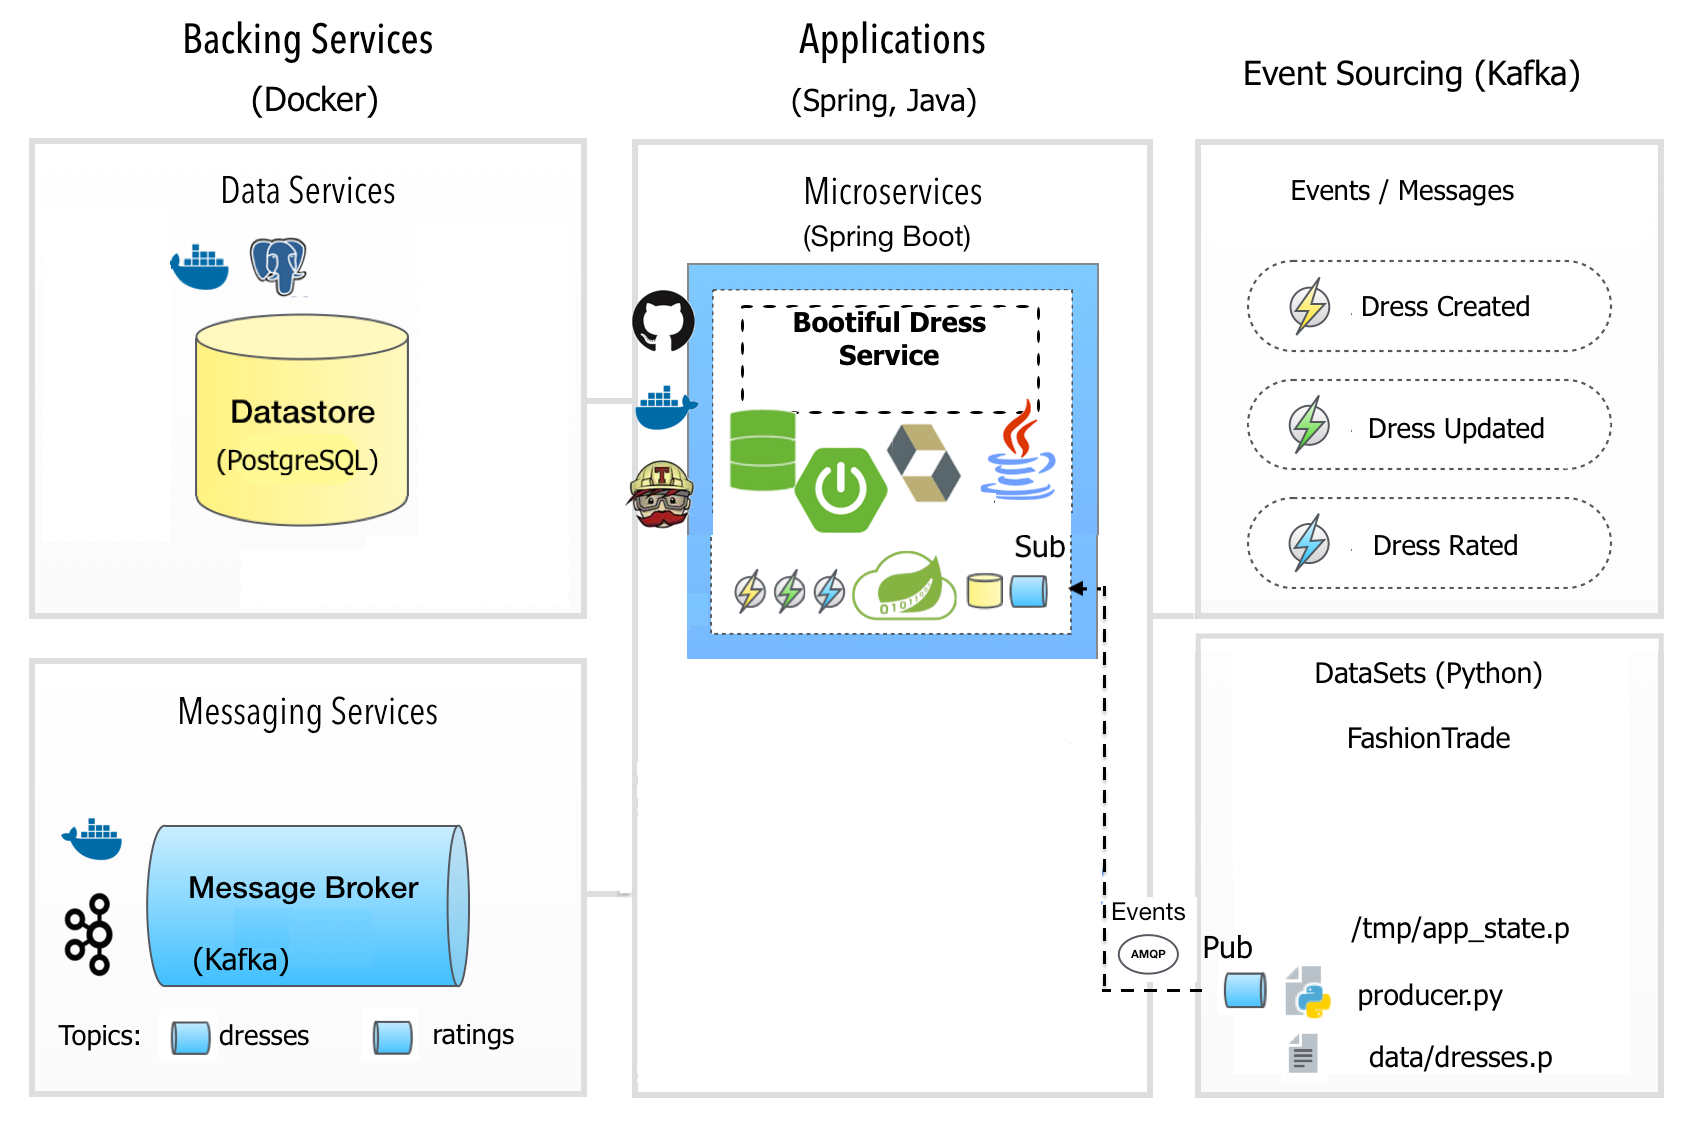 Backing Services
(Docker)
Data Services
Datastore
(PostgreSQL)
Messaging Services
Message Broker
(Kafka)
Topics:
dresses
ratings
Applications
(Spring, Java)
Microservices
(Spring Boot)
Bootiful Dress
Service
T
Sub
0101100
Event Sourcing (Kafka)
Events / Messages
Dress Created
Dress Updated
Dress Rated
DataSets (Python)
FashionTrade
Events
AMQP
Pub
/tmp/app_state.p
producer.py
data/dresses.p